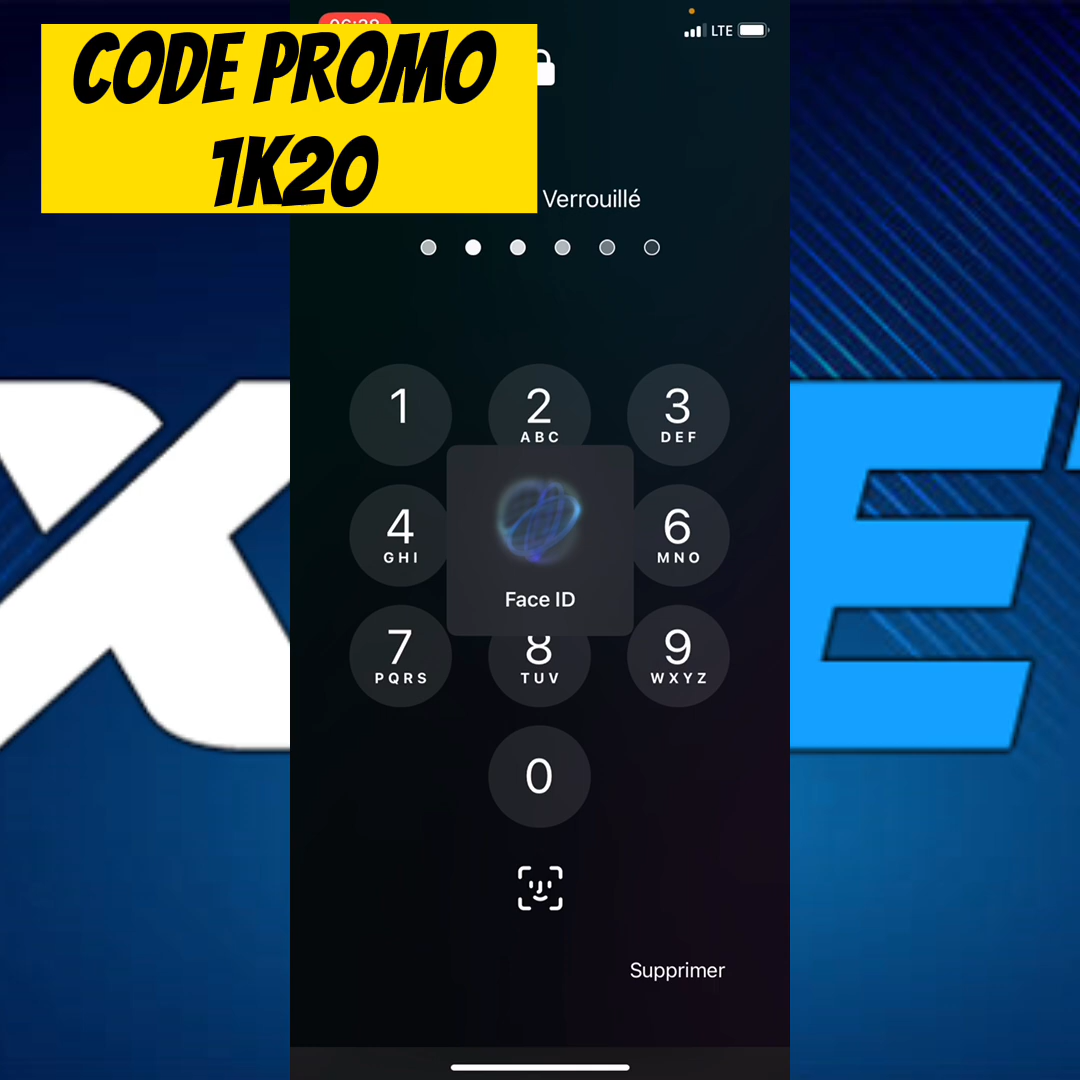 CODE PROMO
1K20
LTE
Verrouillé
1
2
3
ABC
DEF
4
6
GHI
MNO
Face ID
7
8
9
PQRS
TUV
WXYZ
0
Supprimer